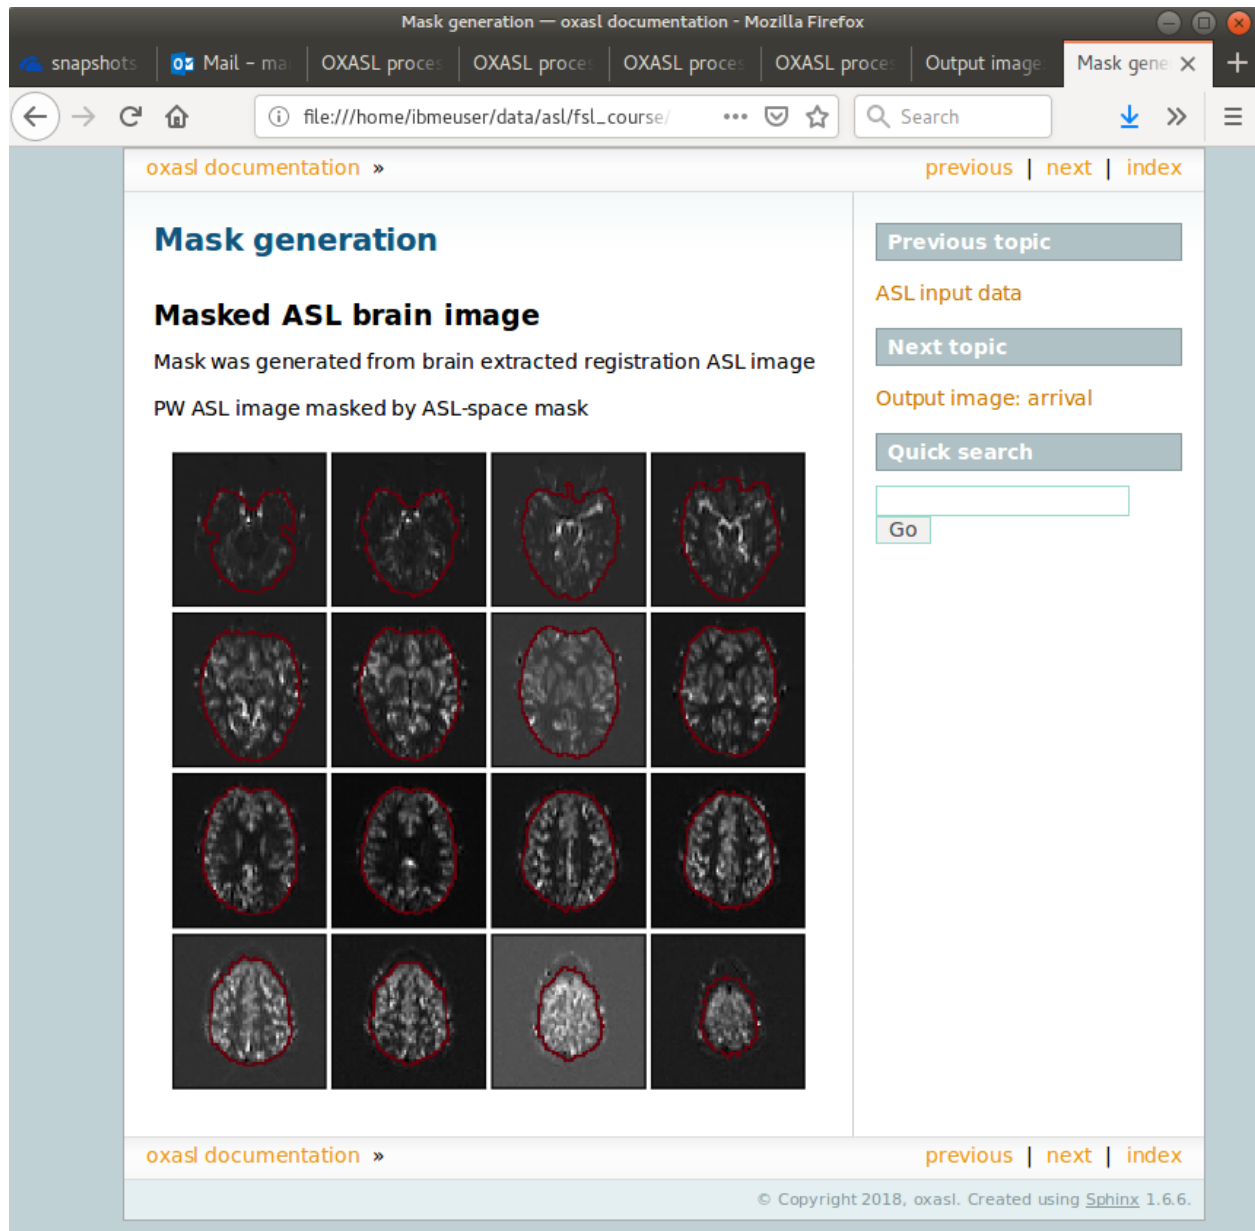 Mask generation — oxasl documentation - Mozilla Firefox
snapshots Mail – ma OXASL proces OXASL proces OXASL proces OXASL proces Output image Mask gene
file:///home/ibmeuser/data/asl/fsl_course/ Search
oxasl documentation » previous | next | index
Mask generation
Masked ASL brain image
Mask was generated from brain extracted registration ASL image
PW ASL image masked by ASL-space mask
Previous topic
ASL input data
Next topic
Output image: arrival
Quick search
Go
oxasl documentation » previous | next | index
© Copyright 2018, oxasl. Created using Sphinx 1.6.6.